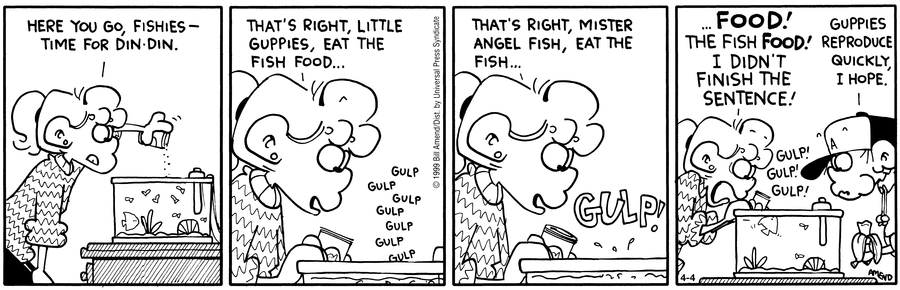 HERE YOU GO, FISHIES—
TIME FOR DIN-DIN.
THAT'S RIGHT, LITTLE
GUPPIES, EAT THE
FISH FOOD...
GULP
GULP
GULP
GULP
GULP
GULP
GULP
© 1999 Bill Amend/Dist. by Universal Press Syndicate
THAT'S RIGHT, MISTER
ANGEL FISH, EAT THE
FISH...
GULP!
...FOOD!
THE FISH FOOD!
I DIDN'T
FINISH THE
SENTENCE!
GULP!
GULP!
GULP!
GUPPIES
REPRODUCE
QUICKLY,
I HOPE.
A
4-4
AMEND